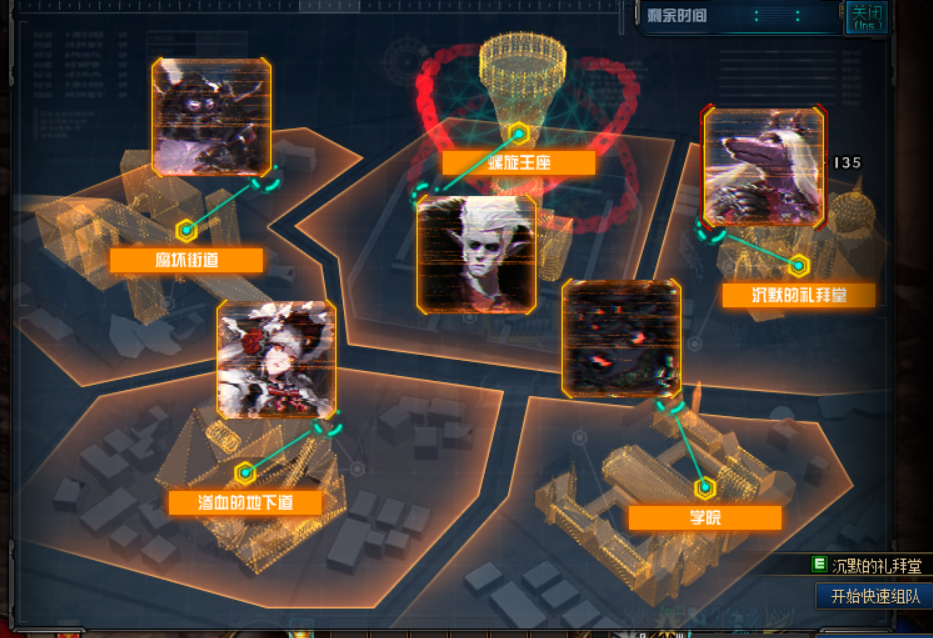 剩余时间 : :
关闭
(Ins)
螺旋王座
135
腐坏街道
沉默的礼拜堂
渗血的地下道
学院
E 沉默的礼拜堂
开始快速组队